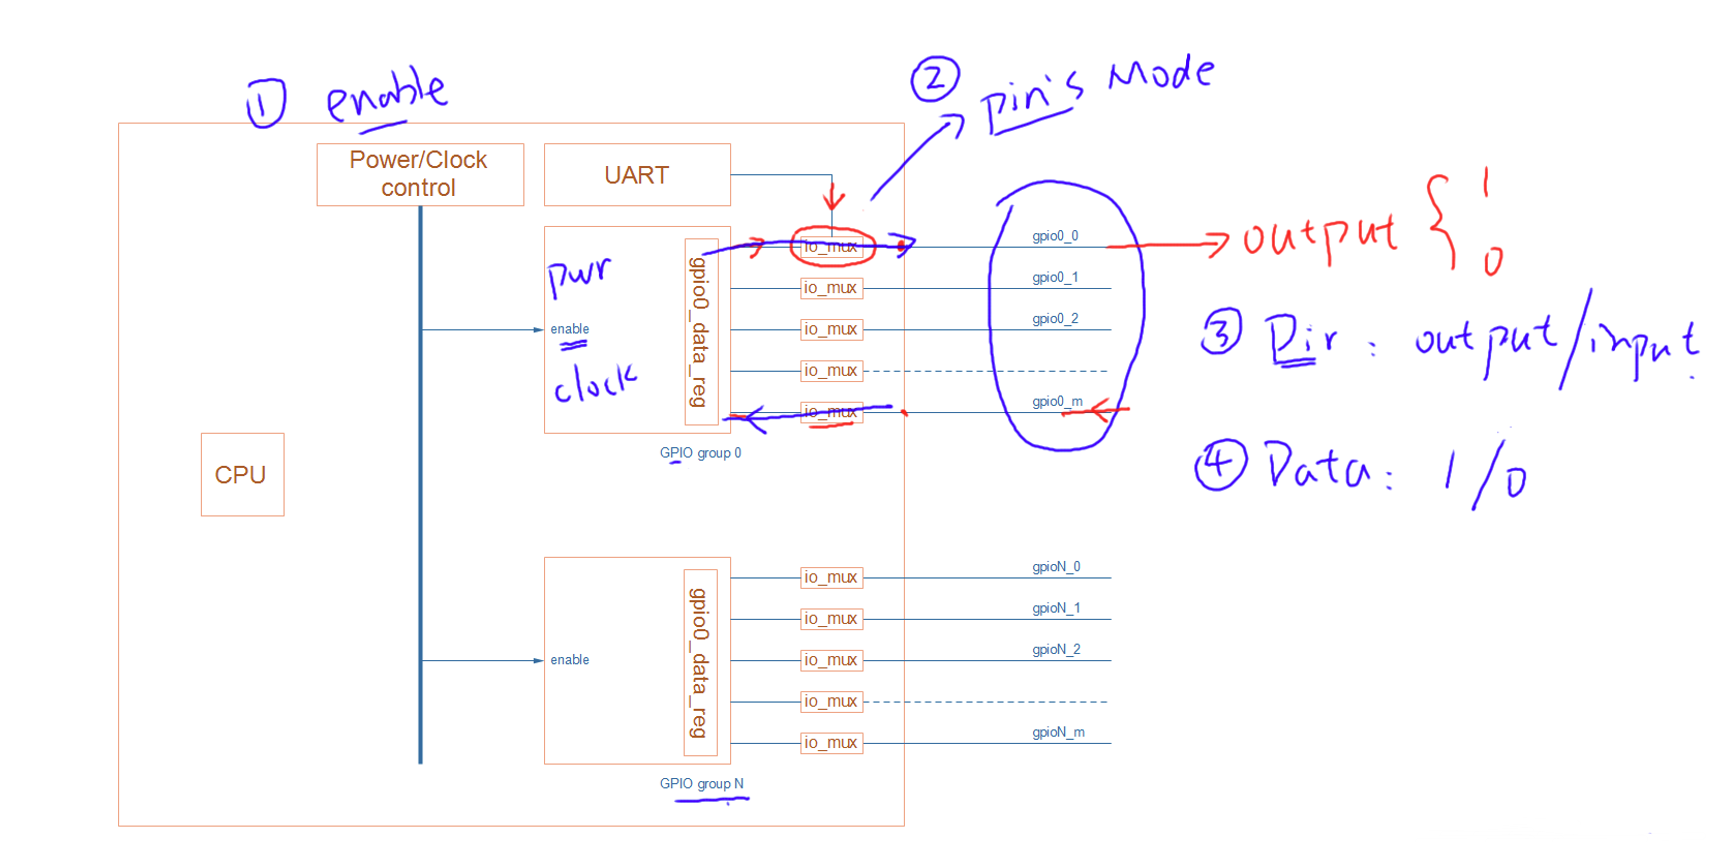 ① enable
② pin's Mode
Power/Clock
control
UART
io_mux
gpio0_0
output { 1
0
pwr
gpio0_data_reg
io_mux
gpio0_1
enable
io_mux
gpio0_2
③ Dir : output/input
clock
io_mux
io_mux
gpio0_m
GPIO group 0
④ Data: 1/0
CPU
io_mux
gpioN_0
gpio0_data_reg
io_mux
gpioN_1
enable
io_mux
gpioN_2
io_mux
io_mux
gpioN_m
GPIO group N